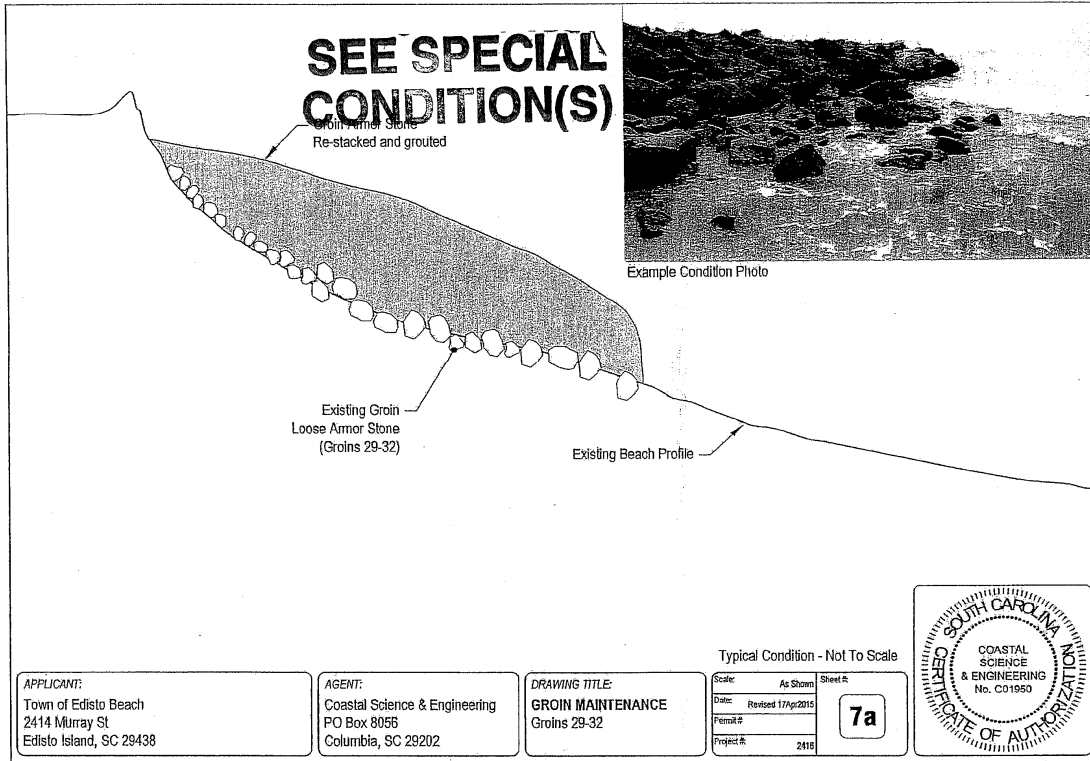 SEE SPECIAL
CONDITION(S)
Groin Armor Stone
Re-stacked and grouted
Example Condition Photo
Existing Groin
Loose Armor Stone
(Groins 29-32)
Existing Beach Profile
Typical Condition - Not To Scale
APPLICANT:
Town of Edisto Beach
2414 Murray St
Edisto Island, SC 29438
AGENT:
Coastal Science & Engineering
PO Box 8056
Columbia, SC 29202
DRAWING TITLE:
GROIN MAINTENANCE
Groins 29-32
Scale: As Shown
Date: Revised 17Apr2015
Permit#:
Project #: 2418
Sheet #:
7a
SOUTH CAROLINA
COASTAL
SCIENCE
& ENGINEERING
No. C01950
CERTIFICATE OF AUTHORIZATION